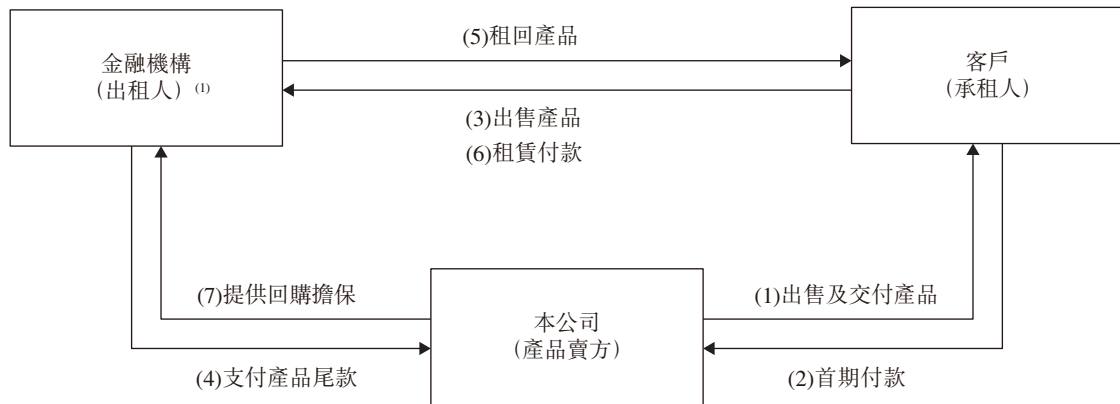 (5)租回產品
金融機構
(出租人) (1)
客戶
(承租人)
(3)出售產品
(6)租賃付款
(7)提供回購擔保
(1)出售及交付產品
本公司
(產品賣方)
(4)支付產品尾款
(2)首期付款